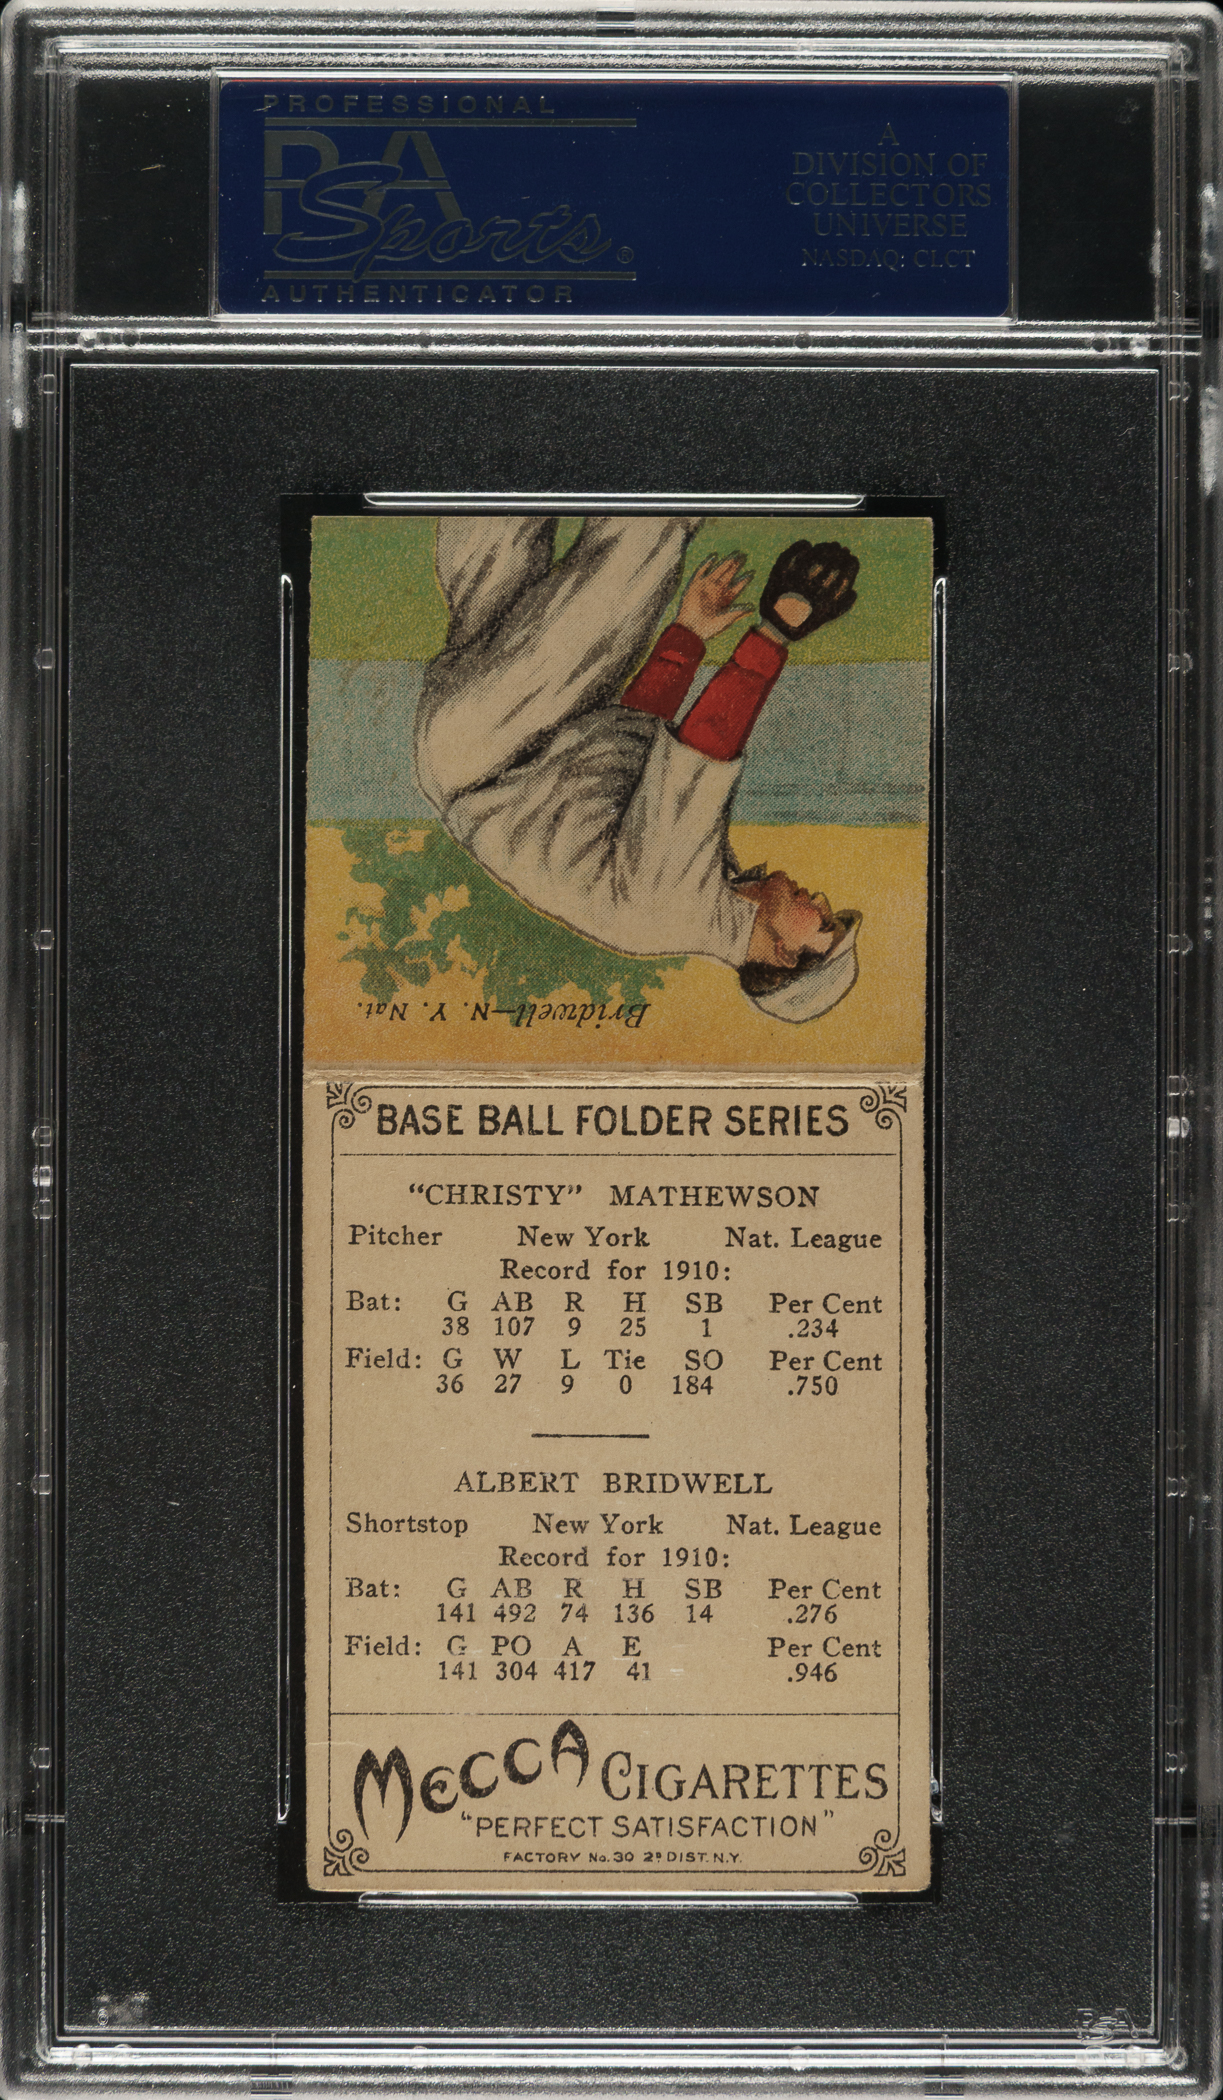 PROFESSIONAL
PSA
Sports®
AUTHENTICATOR
A
DIVISION OF
COLLECTORS
UNIVERSE
NASDAQ: CLCT
Bridwell—N. Y. Nat.
BASE BALL FOLDER SERIES
"CHRISTY" MATHEWSON
Pitcher New York Nat. League
Record for 1910:
Bat: G AB R H SB Per Cent
38 107 9 25 1 .234
Field: G W L Tie SO Per Cent
36 27 9 0 184 .750
ALBERT BRIDWELL
Shortstop New York Nat. League
Record for 1910:
Bat: G AB R H SB Per Cent
141 492 74 136 14 .276
Field: G PO A E Per Cent
141 304 417 41 .946
MECCA CIGARETTES
"PERFECT SATISFACTION"
FACTORY No. 30 2D DIST. N.Y.
PSA